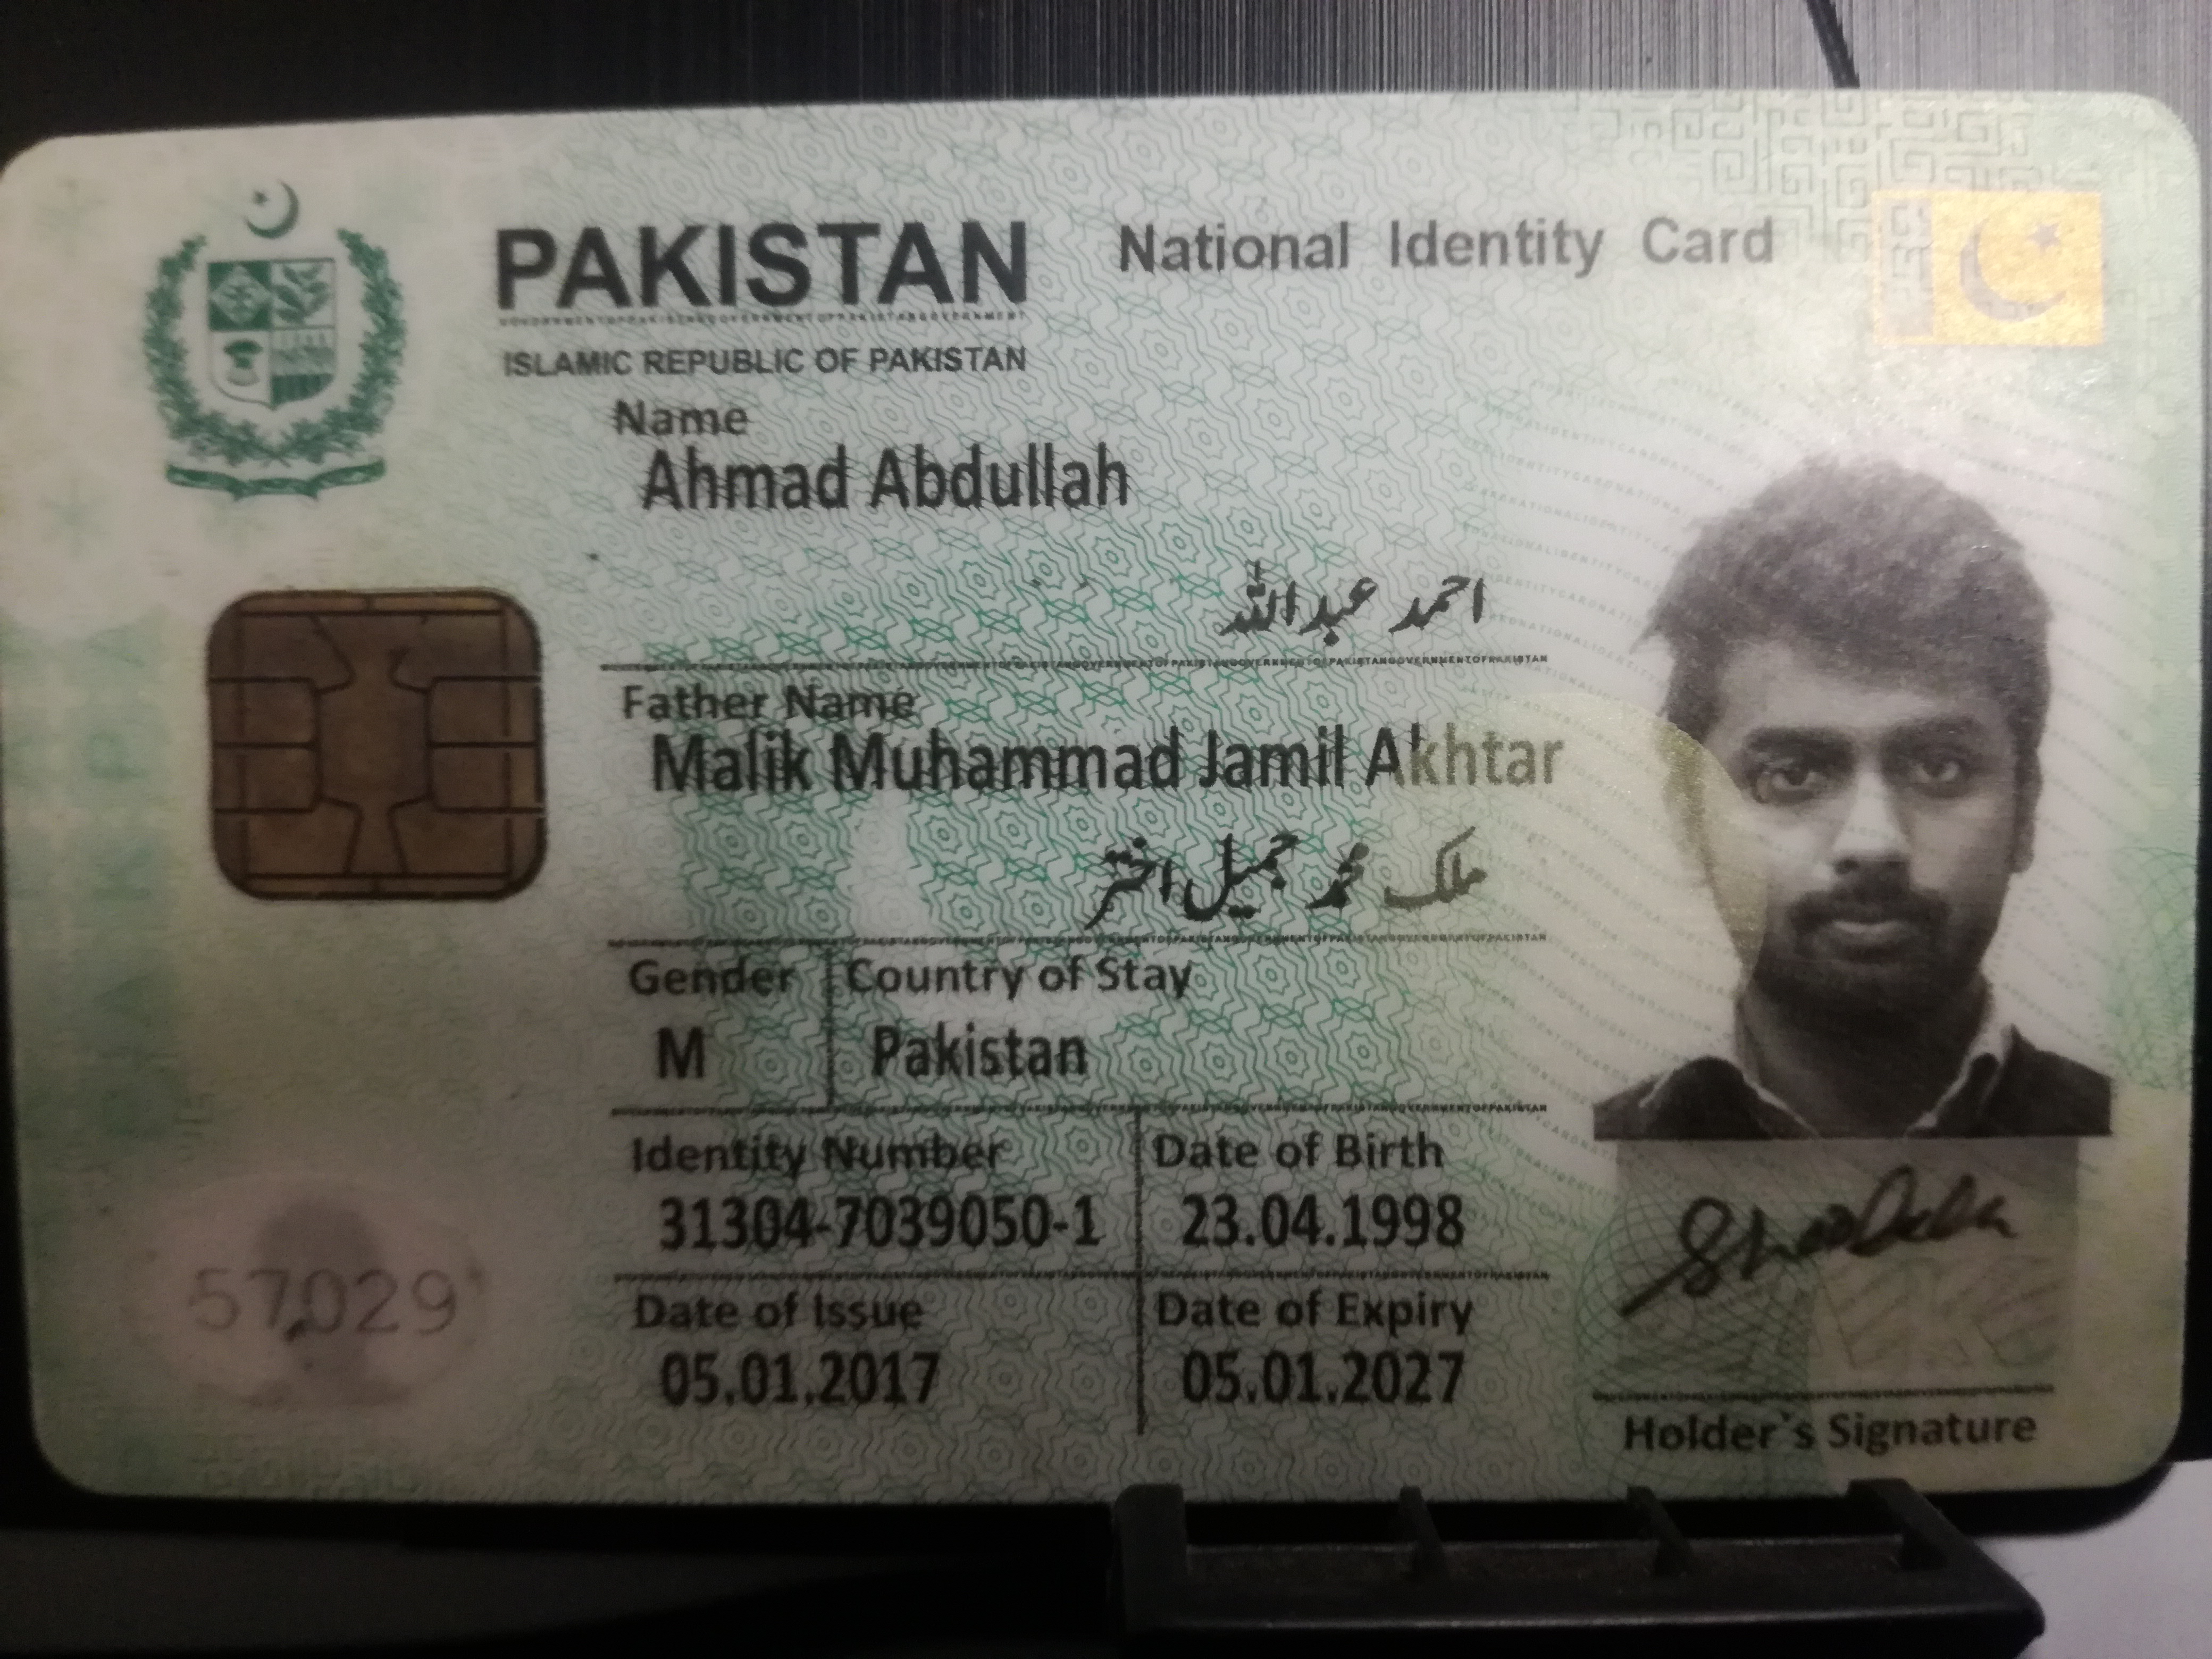 PAKISTAN National Identity Card
ISLAMIC REPUBLIC OF PAKISTAN
Name
Ahmad Abdullah
احمد عبداللہ
Father Name
Malik Muhammad Jamil Akhtar
ملک محمد جمیل اختر
Gender Country of Stay
M Pakistan
Identity Number Date of Birth
31304-7039050-1 23.04.1998
Date of Issue Date of Expiry
05.01.2017 05.01.2027
57029
Holder's Signature